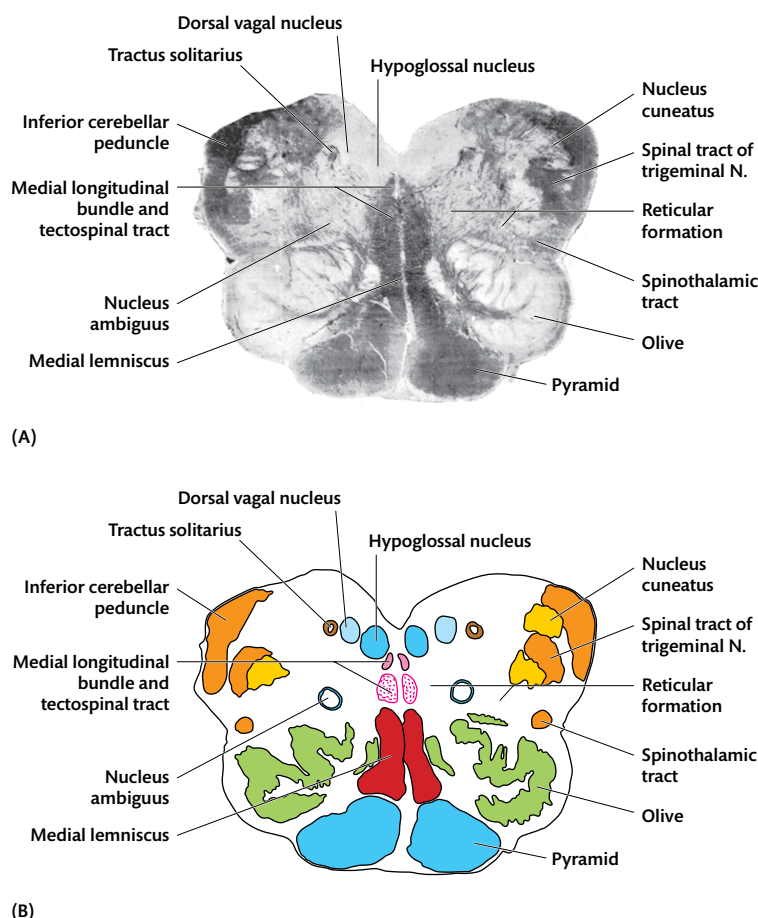 Dorsal vagal nucleus
Tractus solitarius
Hypoglossal nucleus
Inferior cerebellar
peduncle
Nucleus
cuneatus
Spinal tract of
trigeminal N.
Medial longitudinal
bundle and
tectospinal tract
Reticular
formation
Nucleus
ambiguus
Spinothalamic
tract
Medial lemniscus
Olive
Pyramid
(A)
Dorsal vagal nucleus
Tractus solitarius
Hypoglossal nucleus
Inferior cerebellar
peduncle
Nucleus
cuneatus
Spinal tract of
trigeminal N.
Medial longitudinal
bundle and
tectospinal tract
Reticular
formation
Nucleus
ambiguus
Spinothalamic
tract
Medial lemniscus
Olive
Pyramid
(B)